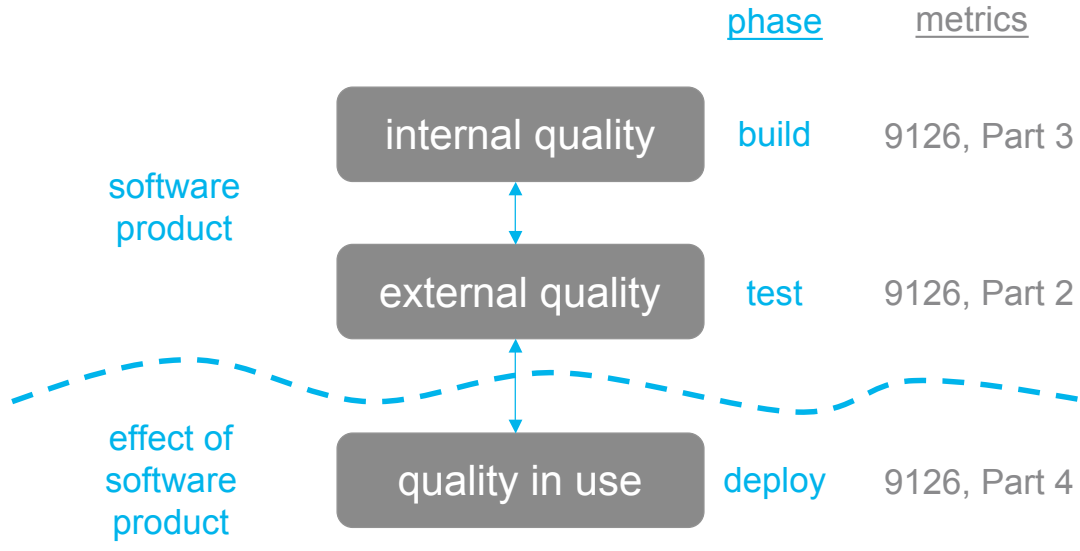 phase metrics
internal quality build 9126, Part 3
software
product
external quality test 9126, Part 2
effect of
software
product
quality in use deploy 9126, Part 4